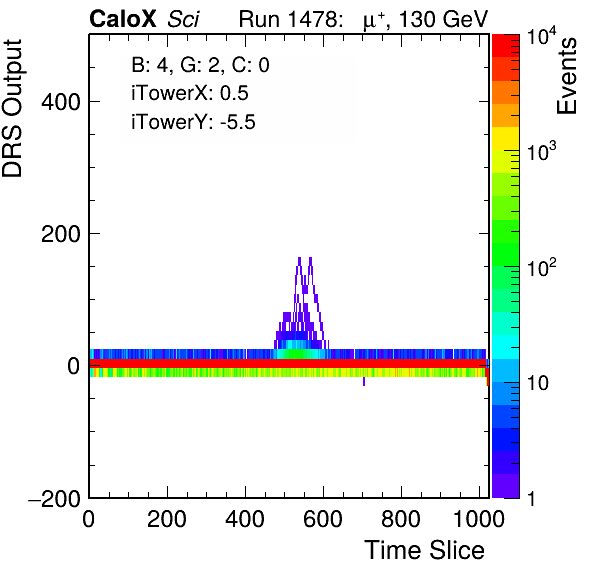 CaloX Sci Run 1478: μ⁺, 130 GeV
B: 4, G: 2, C: 0
iTowerX: 0.5
iTowerY: -5.5
DRS Output
400
200
0
−200
0 200 400 600 800 1000
Time Slice
Events
10⁴
10³
10²
10
1